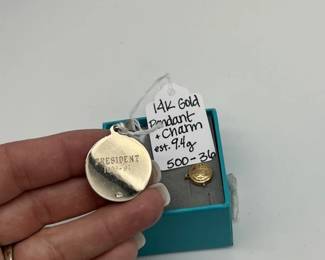 14K Gold
Pendant
+ Charm
est. 9.4g
500-36
PRESIDENT